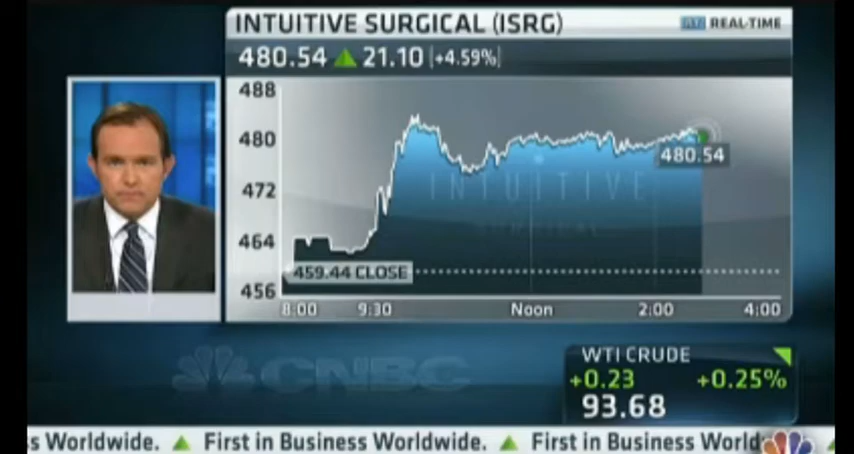 INTUITIVE SURGICAL (ISRG)
REAL-TIME
480.54 ▲ 21.10 [+4.59%]
488
480
472
464
456
480.54
INTUITIVE
459.44 CLOSE
8:00 9:30 Noon 2:00 4:00
CNBC
WTI CRUDE
+0.23 +0.25%
93.68
s Worldwide. ▲ First in Business Worldwide. ▲ First in Business World